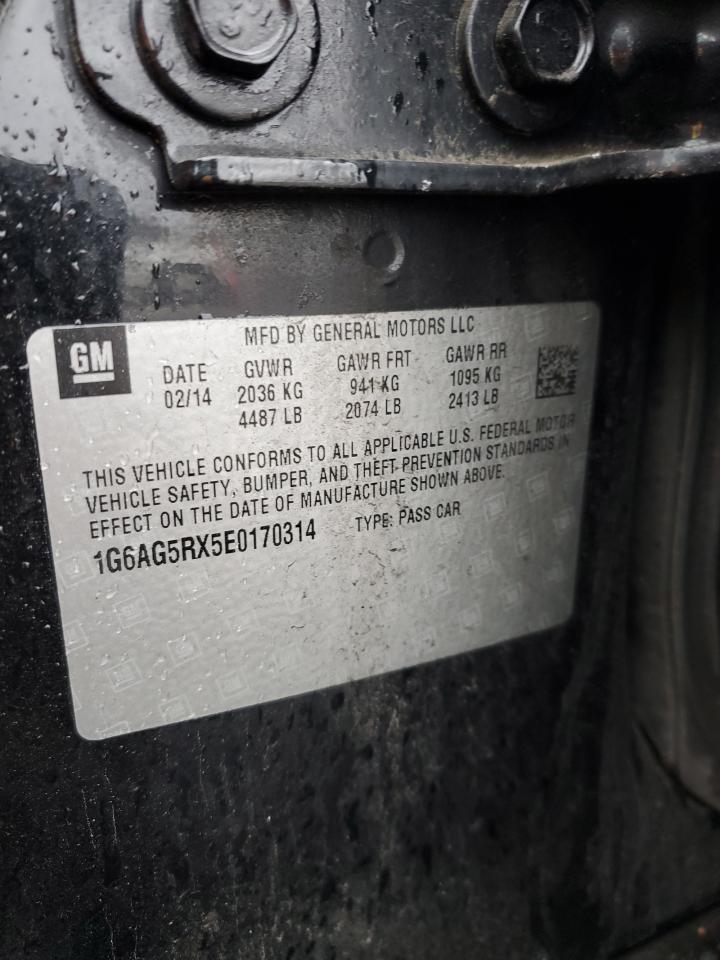 GM
MFD BY GENERAL MOTORS LLC
DATE GVWR GAWR FRT GAWR RR
02/14 2036 KG 941 KG 1095 KG
4487 LB 2074 LB 2413 LB
THIS VEHICLE CONFORMS TO ALL APPLICABLE U.S. FEDERAL MOTOR
VEHICLE SAFETY, BUMPER, AND THEFT PREVENTION STANDARDS IN
EFFECT ON THE DATE OF MANUFACTURE SHOWN ABOVE.
1G6AG5RX5E0170314 TYPE: PASS CAR